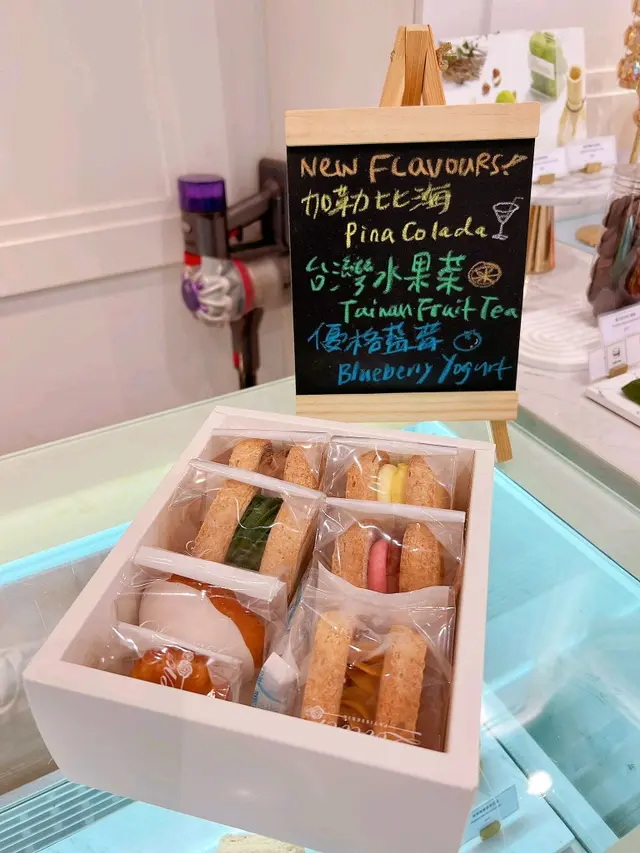 NEW FLAVOURS!
加勒比海
Pina Colada
台灣水果茶
Taiwan Fruit Tea
優格藍莓
Blueberry Yogurt